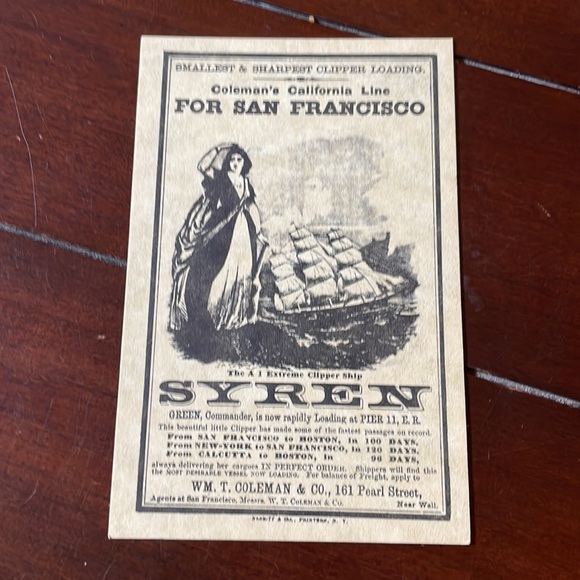 SMALLEST & SHARPEST CLIPPER LOADING.
Coleman's California Line
FOR SAN FRANCISCO
The A 1 Extreme Clipper Ship
SYREN
GREEN, Commander, is now rapidly Loading at PIER 11, E. R.
This beautiful little Clipper has made some of the fastest passages on record.
From SAN FRANCISCO to BOSTON, in 100 DAYS.
From NEW-YORK to SAN FRANCISCO, in 120 DAYS.
From CALCUTTA to BOSTON, in 96 DAYS,
always delivering her cargoes IN PERFECT ORDER. Shippers will find this
the MOST DESIRABLE VESSEL NOW LOADING. For balance of Freight, apply to
WM. T. COLEMAN & CO., 161 Pearl Street,
Agents at San Francisco, Messrs. W. T. COLEMAN & Co. Near Wall.
& Co., PRINTERS, N. Y.